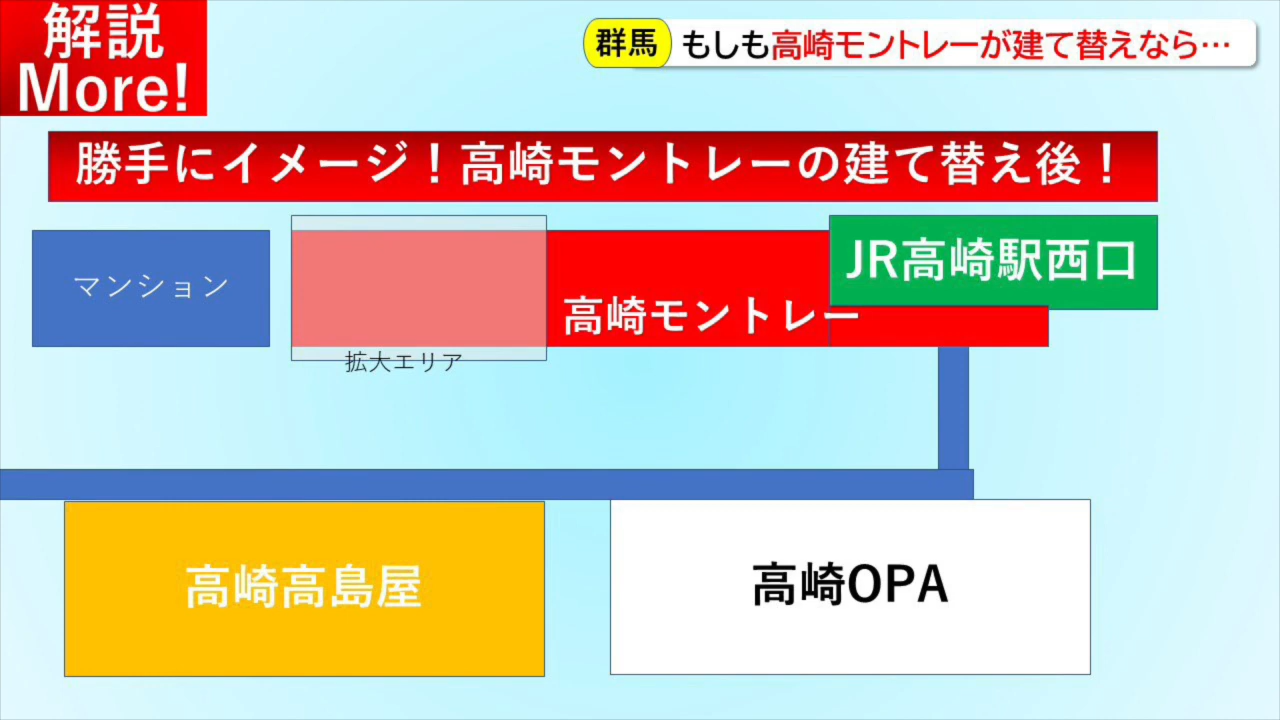 解説
More!
群馬 もしも高崎モントレーが建て替えなら…
勝手にイメージ！高崎モントレーの建て替え後！
マンション
拡大エリア
高崎モントレー
JR高崎駅西口
高崎高島屋
高崎OPA